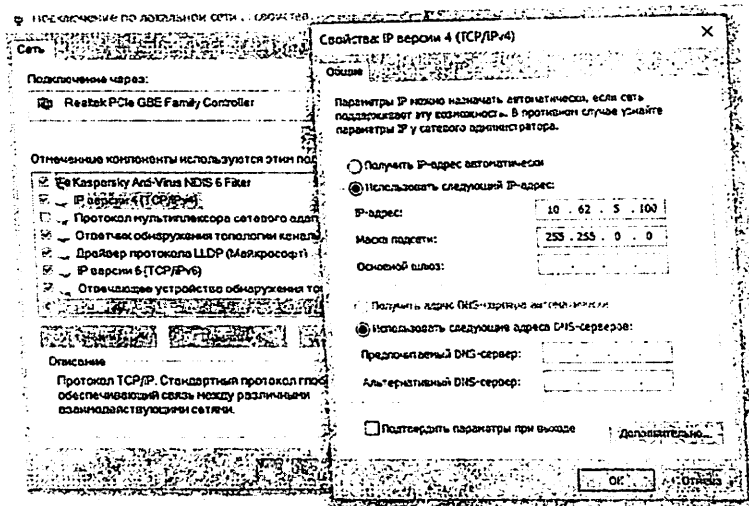 Подключение по локальной сети: свойства
Сеть
Подключение через:
Realtek PCIe GBE Family Controller
Отмеченные компоненты используются этим
Kaspersky Anti-Virus NDIS 6 Filter
IP версии 4 (TCP/IPv4)
Протокол мультиплексора сетевого адап
Ответчик обнаружения топологии канал
Драйвер протокола LLDP (Майкрософт)
IP версии 6 (TCP/IPv6)
Отвечающее устройство обнаружения
Описание
Протокол TCP/IP. Стандартный протокол
обеспечивающий связь между различными
взаимодействующими сетями.
Свойства: IP версии 4 (TCP/IPv4)
Общие
Параметры IP можно назначать автоматически, если сеть
поддерживает эту возможность. В противном случае узнайте
параметры IP у сетевого администратора.
Получить IP-адрес автоматически
Использовать следующий IP-адрес:
IP-адрес: 10 . 62 . 5 . 100
Маска подсети: 255 . 255 . 0 . 0
Основной шлюз:
Получить адрес DNS-сервера автоматически
Использовать следующие адреса DNS-серверов:
Предпочитаемый DNS-сервер:
Альтернативный DNS-сервер:
Подтвердить параметры при выходе
Дополнительно...
ОК
Отмена